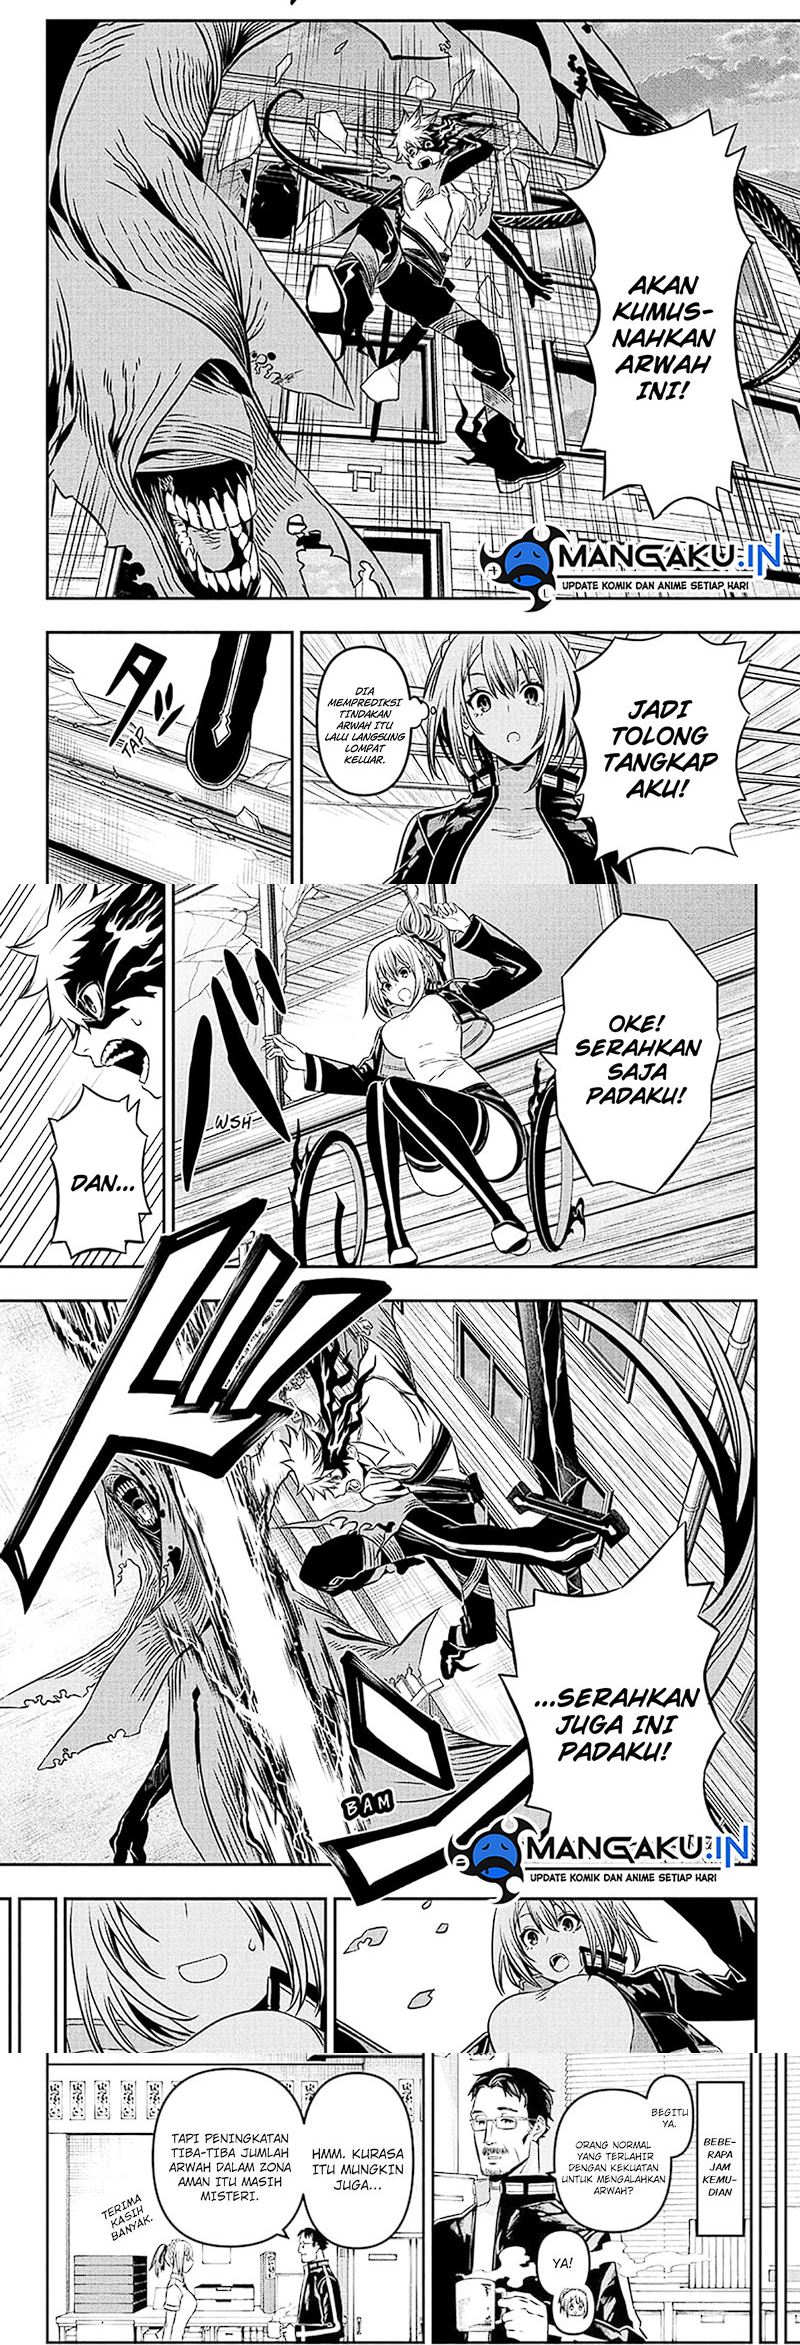 AKAN
KUMUS-
NAHKAN
ARWAH
INI!
MANGAKU.IN
UPDATE KOMIK DAN ANIME SETIAP HARI
JADI
TOLONG
TANGKAP
AKU!
DIA
MEMPREDIKSI
TINDAKAN
ARWAH ITU
LALU LANGSUNG
LOMPAT
KELUAR.
タッ
TAP
OKE!
SERAHKAN
SAJA
PADAKU!
WSH
DAN...
BAM
...SERAHKAN
JUGA INI
PADAKU!
MANGAKU.IN
UPDATE KOMIK DAN ANIME SETIAP HARI
BEBE-
RAPA
JAM
KEMU-
DIAN
BEGITU
YA.
ORANG NORMAL
YANG TERLAHIR
DENGAN KEKUATAN
UNTUK MENGALAHKAN
ARWAH?
YA!
HMM. KURASA
ITU MUNGKIN
JUGA...
TAPI PENINGKATAN
TIBA-TIBA JUMLAH
ARWAH DALAM ZONA
AMAN ITU MASIH
MISTERI.
TERIMA
KASIH
BANYAK.